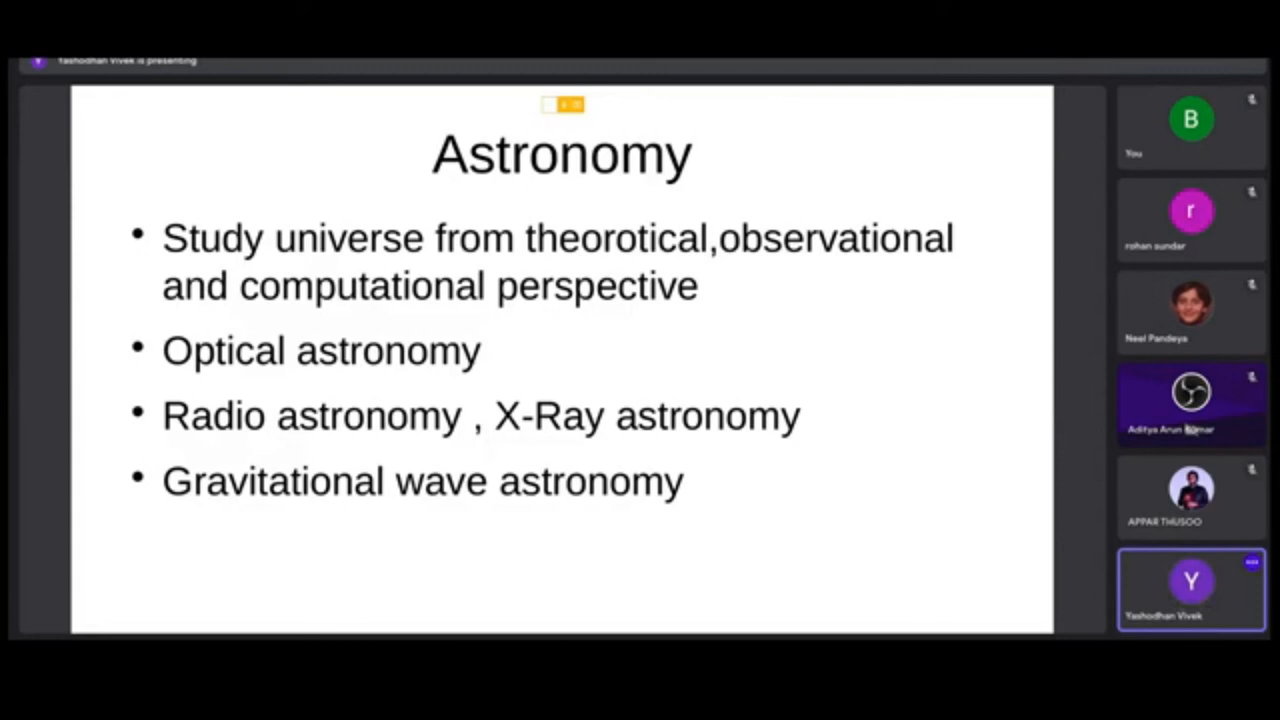 Yashodhan Vivek is presenting
Astronomy
• Study universe from theorotical,observational
and computational perspective
• Optical astronomy
• Radio astronomy , X-Ray astronomy
• Gravitational wave astronomy
B
You
r
rohan sundar
Neel Pandeya
Aditya Arun Kumar
APPAR THUSOO
Y
Yashodhan Vivek